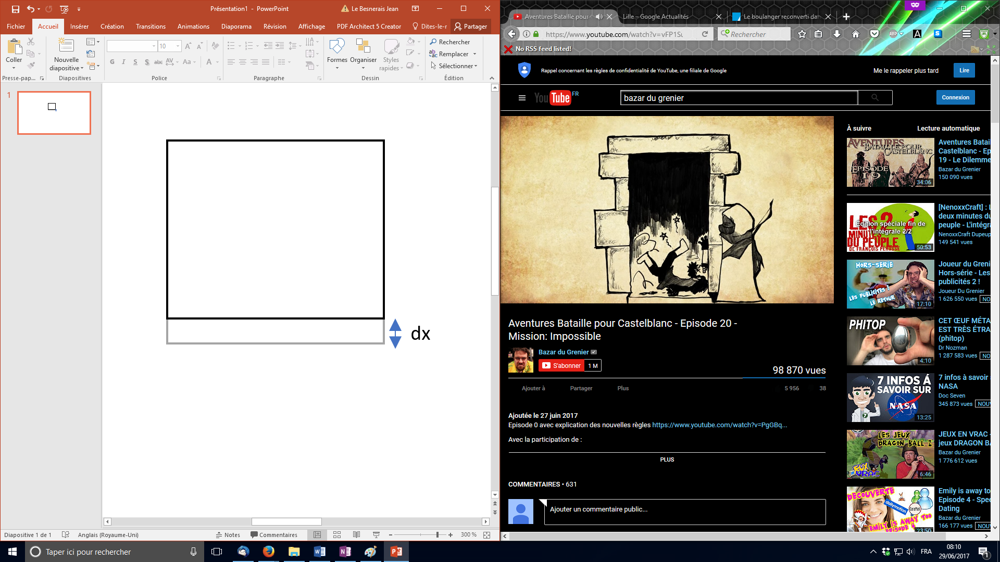 Présentation1 - PowerPoint
Le Besnerais Jean
Fichier Accueil Insérer Création Transitions Animations Diaporama Révision Affichage PDF Architect 5 Creator Dites-le-r Partager
Coller
Nouvelle diapositive
10
G I S S abc AV Aa A
Formes Organiser Styles rapides
Rechercher
Remplacer
Sélectionner
Presse-pap... Diapositives Police Paragraphe Dessin Édition
1
dx
Diapositive 1 de 1 Anglais (Royaume-Uni) Notes Commentaires 300 %
Aventures Bataille pour
Lille – Google Actualités
Le boulanger reconverti dan
https://www.youtube.com/watch?v=vFP1Su
Rechercher
ABP
No RSS feed listed!
Rappel concernant les règles de confidentialité de YouTube, une filiale de Google
Me le rappeler plus tard
Lire
YouTube FR
bazar du grenier
Connexion
Aventures Bataille pour Castelblanc - Episode 20 -
Mission: Impossible
Bazar du Grenier
S'abonner 1 M
98 870 vues
Ajouter à Partager Plus 5 956 38
Ajoutée le 27 juin 2017
Episode 0 avec explication des nouvelles règles https://www.youtube.com/watch?v=PgGBq...
Avec la participation de :
PLUS
COMMENTAIRES • 631
Ajouter un commentaire public...
À suivre Lecture automatique
AVENTURES
BATAILLE POUR
CASTELBLANC
EPISODE
19
34:06
Aventures Batai
Castelblanc - Ep
19 - Le Dilemme
Bazar du Grenier
150 090 vues
LES 2
Édition spéciale fin de
l'intégrale 2/2
MINUTES
DU PEUPLE
DE FRANÇOIS PÉRUSSE
50:53
[NenoxxCraft] : L
deux minutes du
peuple - L'intégr
NenoxxCraft Dupeup
149 541 vues
HORS-SERIE
LES PUBLICITES !
LE RETOUR
17:10
Joueur du Greni
Hors-série - Les
publicités 2 !
Joueur Du Grenier
1 626 550 vues NO
PHITOP
4:10
CET ŒUF MÉTA
EST TRÈS ÉTRA
(phitop)
Dr Nozman
1 287 583 vues NO
7 INFOS À
SAVOIR SUR
NASA
7
13:25
7 infos à savoir
NASA
Doc Seven
345 873 vues NOU
LES JEUX
DRAGON BALL Z
JEUX
VRAC
6:46
JEUX EN VRAC -
jeux DRAGON BA
Bazar du Grenier
1 776 612 vues
DECOUVERTE
dailymotion
CaraMail
EMILY IS AWAY TOO
EPISODE 4
23:50
Emily is away to
Episode 4 - Spee
Dating
Bazar du Grenier
166 177 vues NOU
Taper ici pour rechercher
FRA
08:10
29/06/2017
1